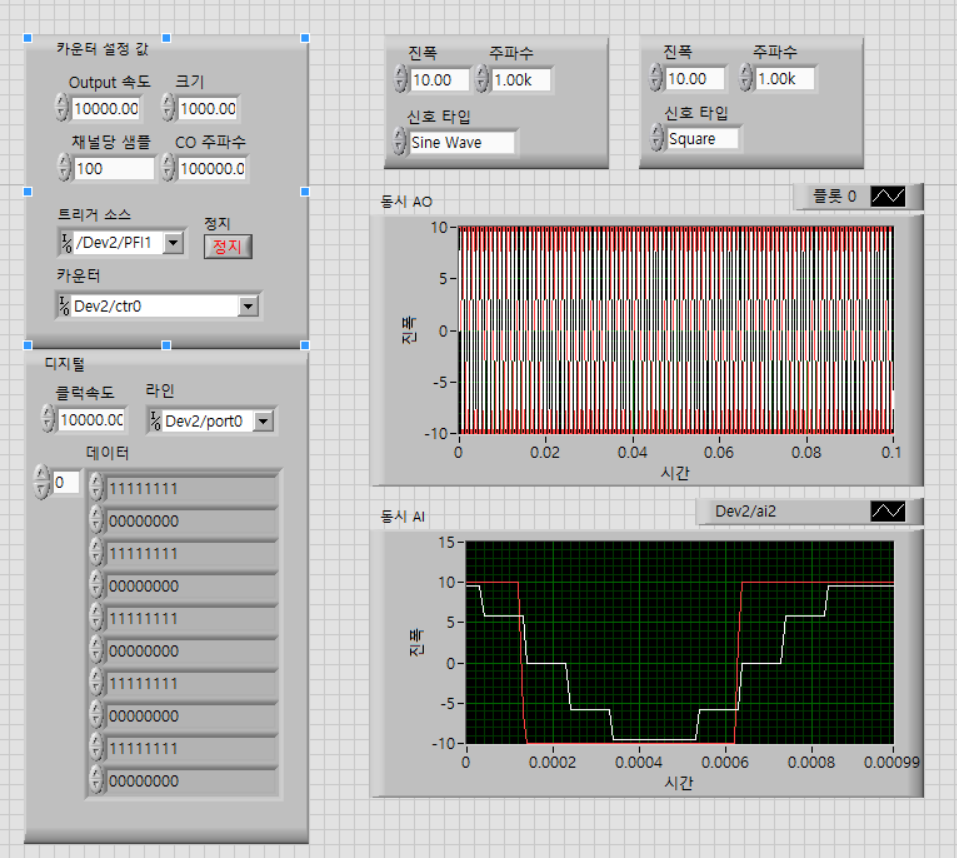 카운터 설정 값
Output 속도 크기
10000.00 1000.00
채널당 샘플 CO 주파수
100 100000.0
트리거 소스 정지
/Dev2/PFI1 정지
카운터
Dev2/ctr0
디지털
클럭속도 라인
10000.00 Dev2/port0
데이터
0
11111111
00000000
11111111
00000000
11111111
00000000
11111111
00000000
11111111
00000000
진폭 주파수
10.00 1.00k
신호 타입
Sine Wave
진폭 주파수
10.00 1.00k
신호 타입
Square
동시 AO
플롯 0
진폭
10
5
0
-5
-10
0 0.02 0.04 0.06 0.08 0.1
시간
동시 AI
Dev2/ai2
진폭
15
10
5
0
-5
-10
0 0.0002 0.0004 0.0006 0.0008 0.00099
시간